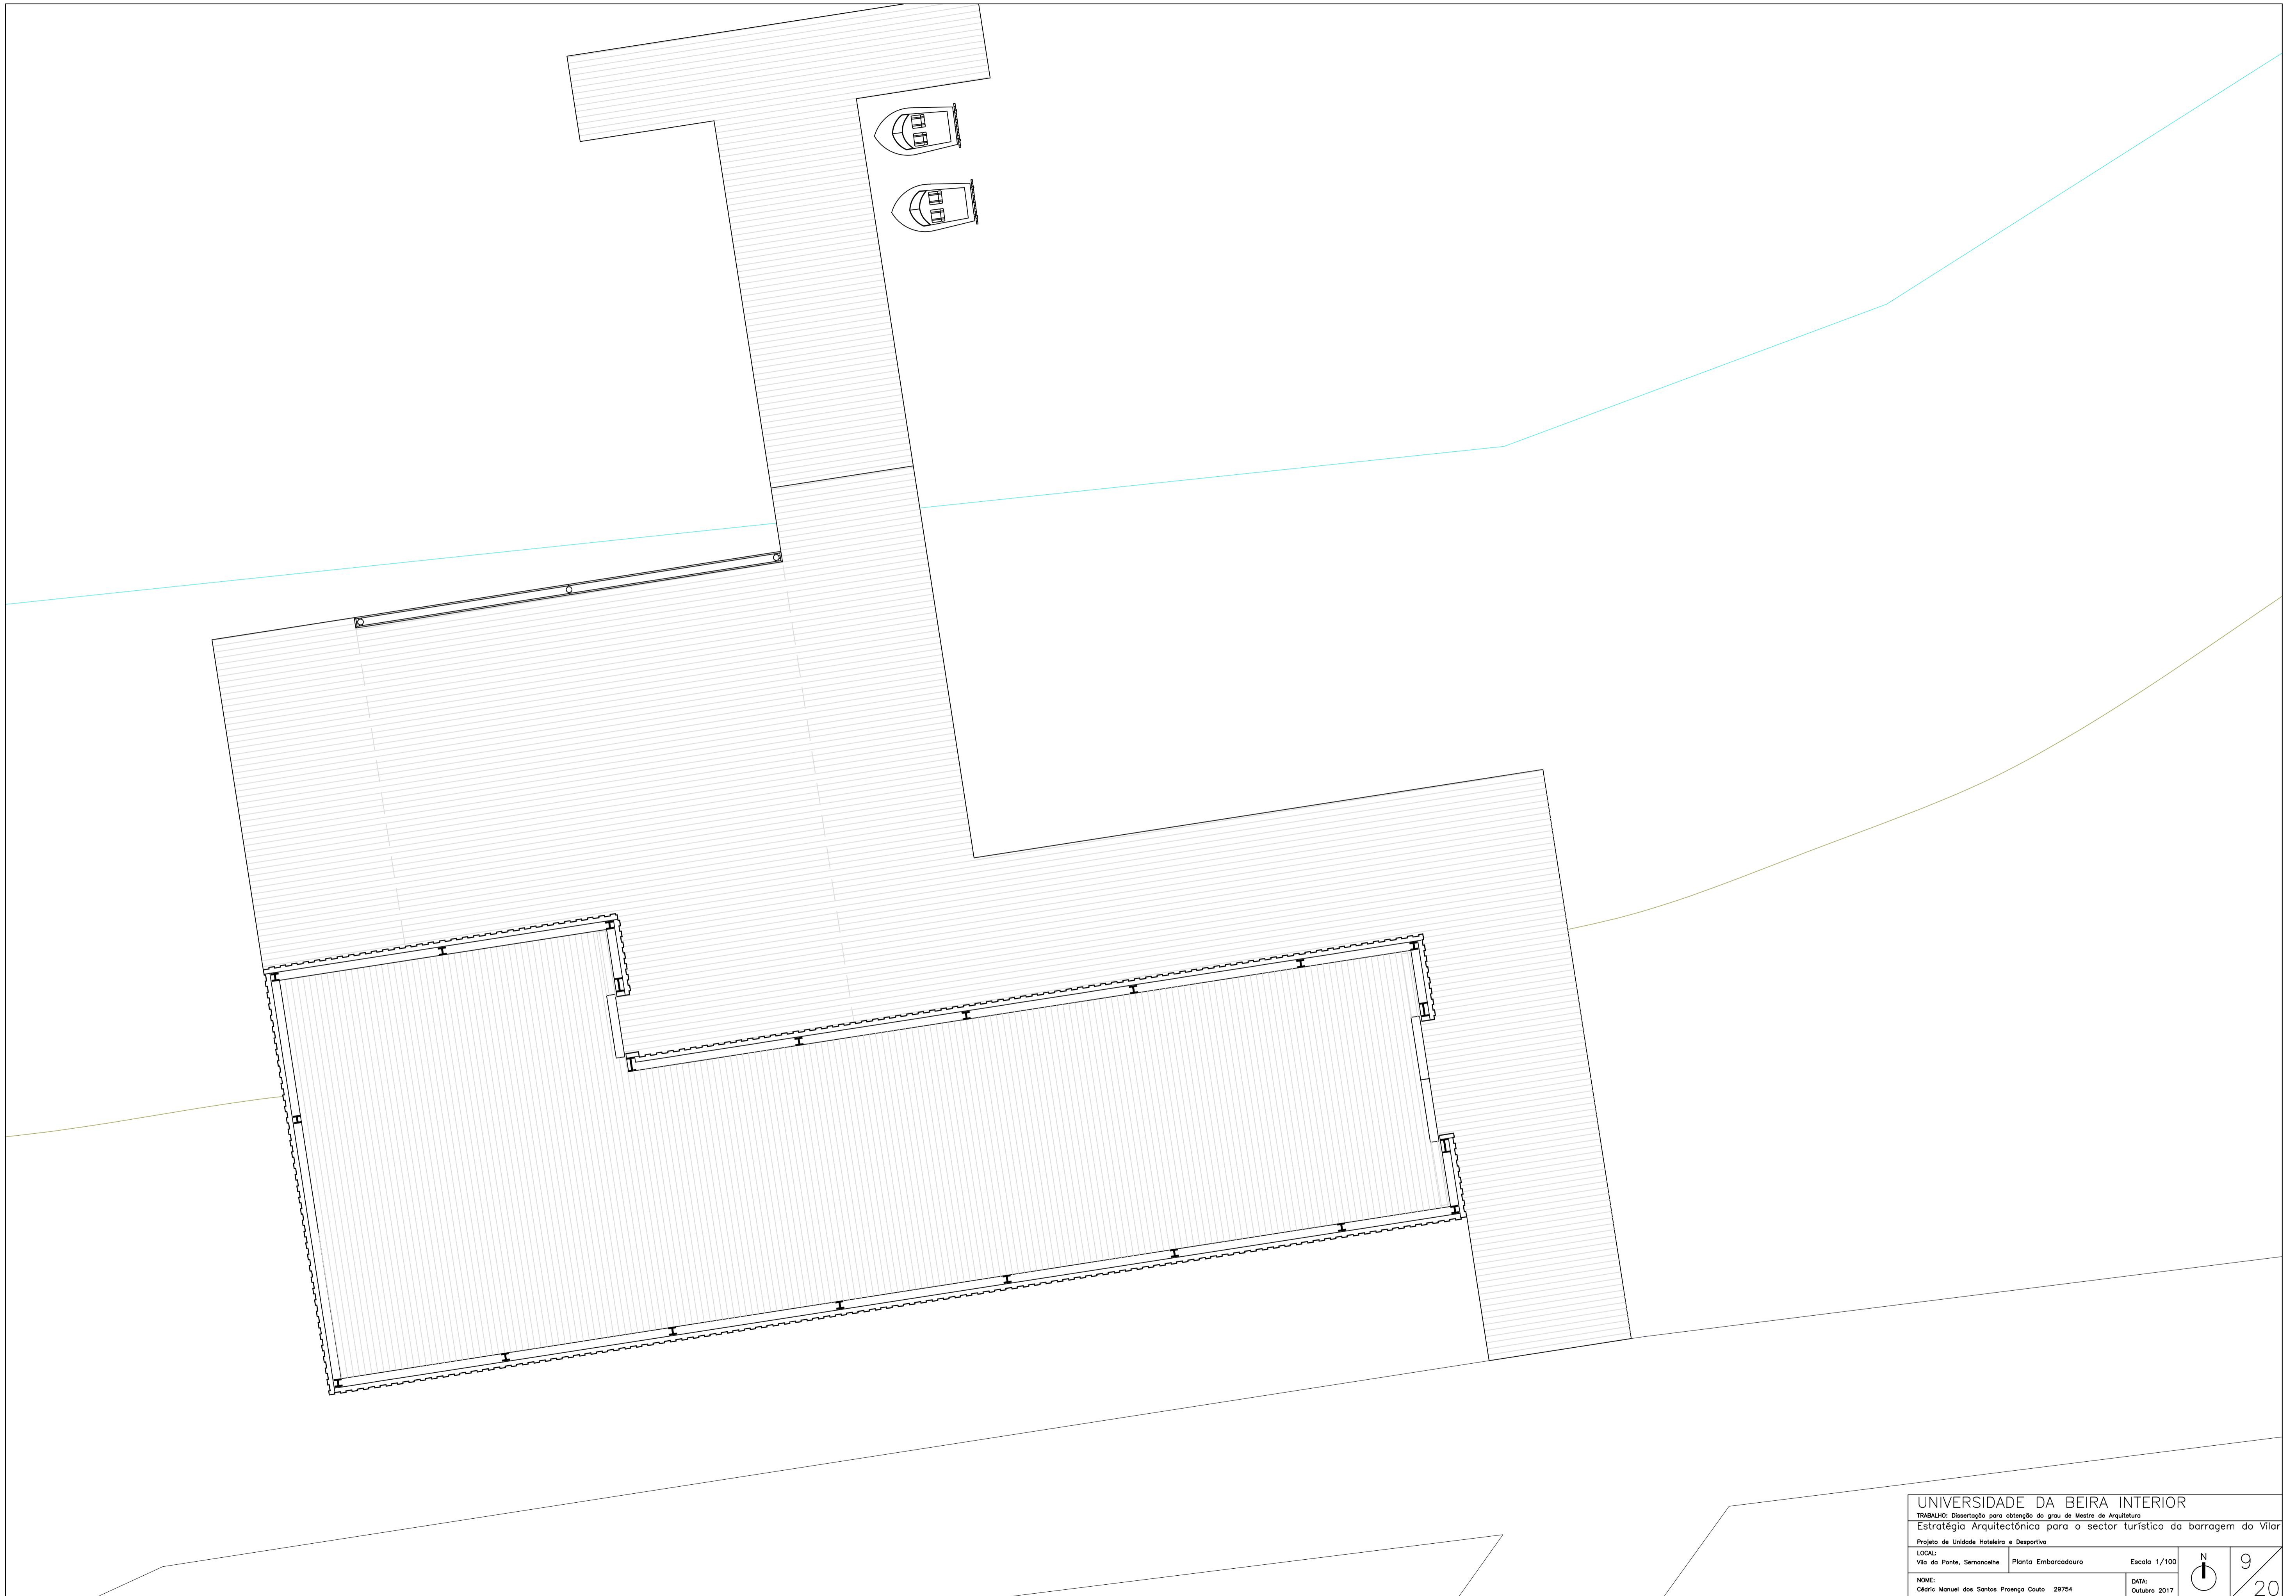 UNIVERSIDADE DA BEIRA INTERIOR
TRABALHO: Dissertação para obtenção do grau de Mestre de Arquitetura
Estratégia Arquitectónica para o sector turístico da barragem do Vilar
Projeto de Unidade Hoteleira e Desportiva
LOCAL:
Vila da Ponte, Sernancelhe
Planta Embarcadouro Escala 1/100
NOME:
Cédric Manuel dos Santos Proença Couto 29754
DATA:
Outubro 2017
N
9
20